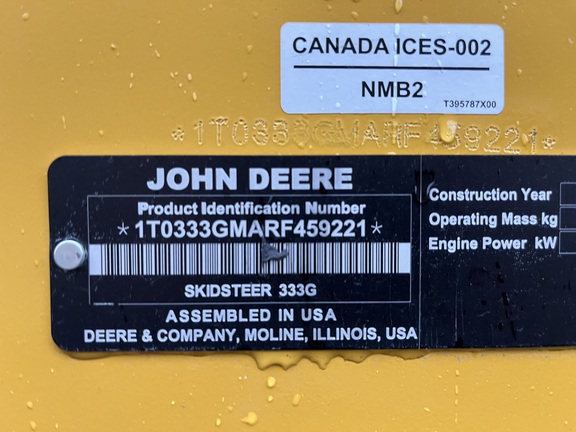 CANADA ICES-002
NMB2
T395787X00
*1T0333GMARF459221*
JOHN DEERE
Product Identification Number
*1T0333GMARF459221*
SKIDSTEER 333G
ASSEMBLED IN USA
DEERE & COMPANY, MOLINE, ILLINOIS, USA
Construction Year
Operating Mass kg
Engine Power kW